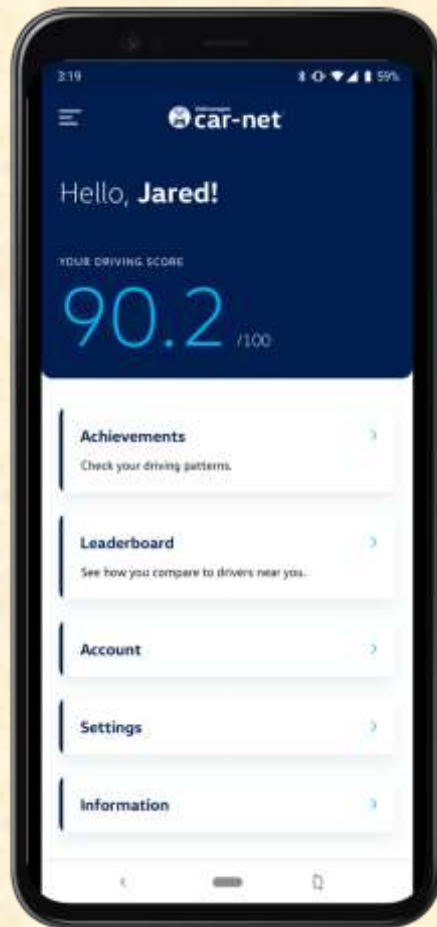 3:19 59%
Volkswagen
car-net
Hello, Jared!
YOUR DRIVING SCORE
90.2 /100
Achievements
Check your driving patterns.
Leaderboard
See how you compare to drivers near you.
Account
Settings
Information